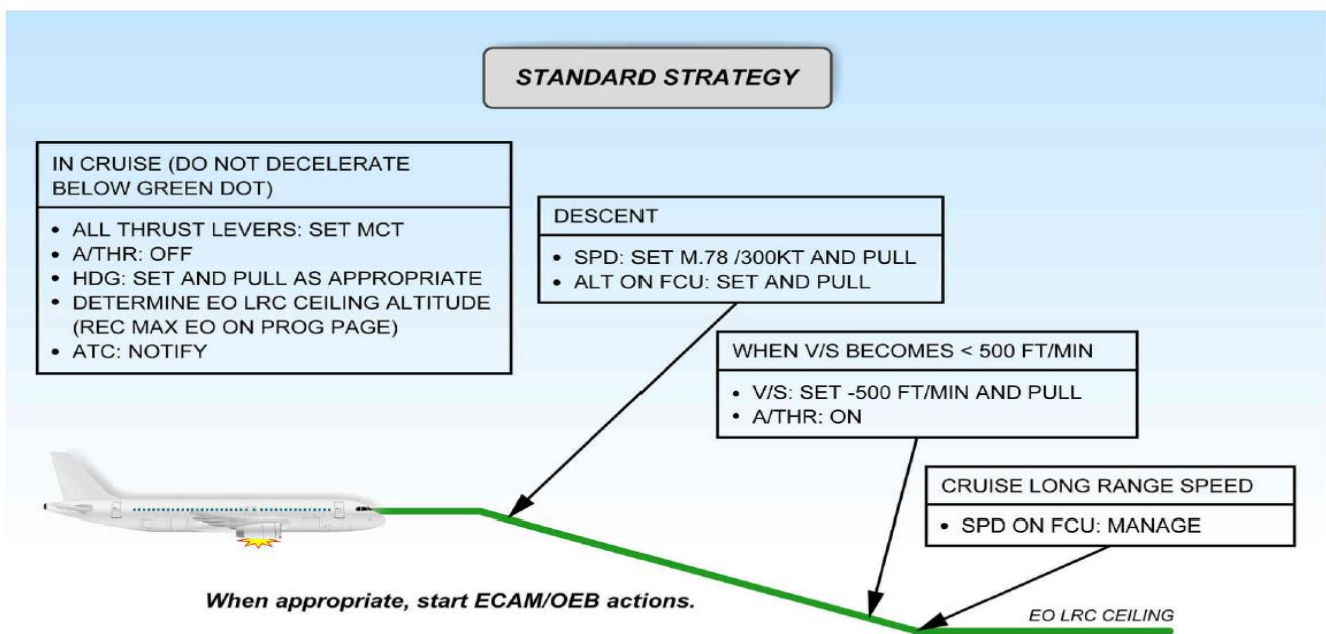 STANDARD STRATEGY
IN CRUISE (DO NOT DECELERATE
BELOW GREEN DOT)
• ALL THRUST LEVERS: SET MCT
• A/THR: OFF
• HDG: SET AND PULL AS APPROPRIATE
• DETERMINE EO LRC CEILING ALTITUDE
(REC MAX EO ON PROG PAGE)
• ATC: NOTIFY
DESCENT
• SPD: SET M.78 /300KT AND PULL
• ALT ON FCU: SET AND PULL
WHEN V/S BECOMES < 500 FT/MIN
• V/S: SET -500 FT/MIN AND PULL
• A/THR: ON
CRUISE LONG RANGE SPEED
• SPD ON FCU: MANAGE
When appropriate, start ECAM/OEB actions.
EO LRC CEILING